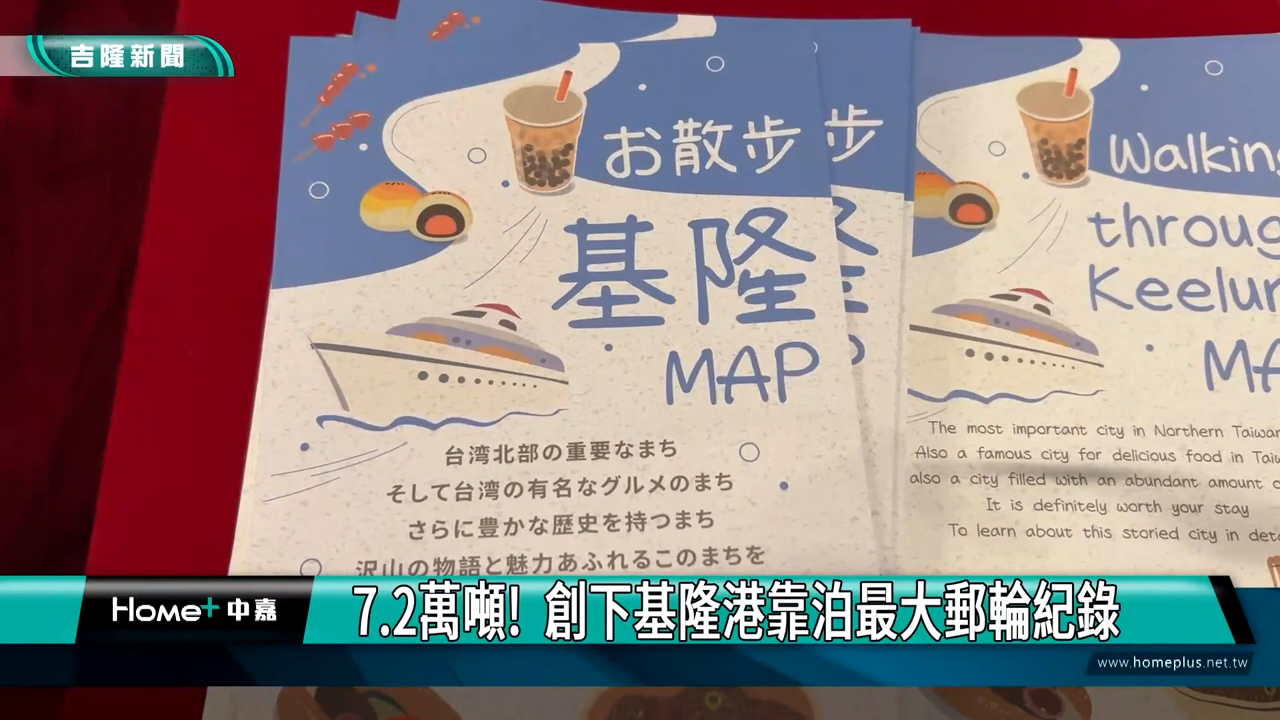 吉隆新聞
お散歩
基隆
MAP
台湾北部の重要なまち
そして台湾の有名なグルメのまち
さらに豊かな歴史を持つまち
沢山の物語と魅力あふれるこのまちを
歩
Walkin
throug
Keelun
MA
The most important city in Northern Taiwan
Also a famous city for delicious food in Taiw
also a city filled with an abundant amount o
It is definitely worth your stay
To learn about this storied city in deta
Home+ 中嘉
7.2萬噸! 創下基隆港靠泊最大郵輪紀錄
www.homeplus.net.tw